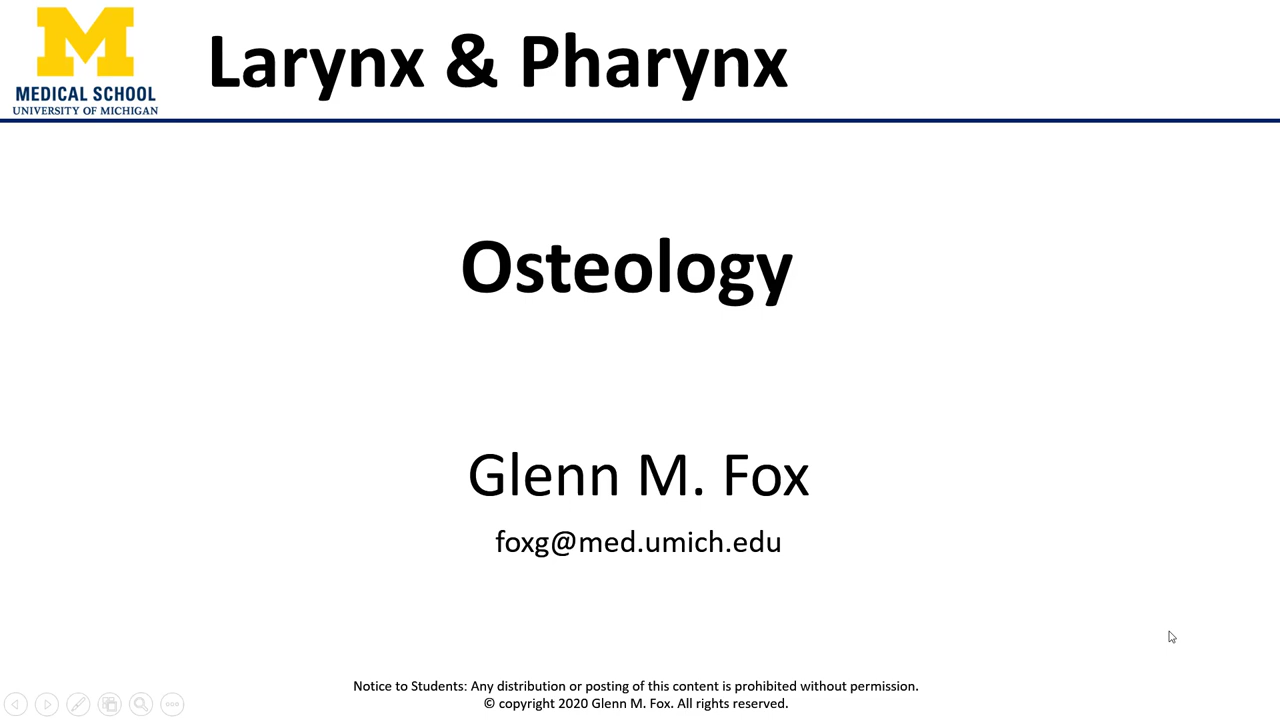 M
MEDICAL SCHOOL
UNIVERSITY OF MICHIGAN
Larynx & Pharynx
Osteology
Glenn M. Fox
foxg@med.umich.edu
Notice to Students: Any distribution or posting of this content is prohibited without permission.
© copyright 2020 Glenn M. Fox. All rights reserved.